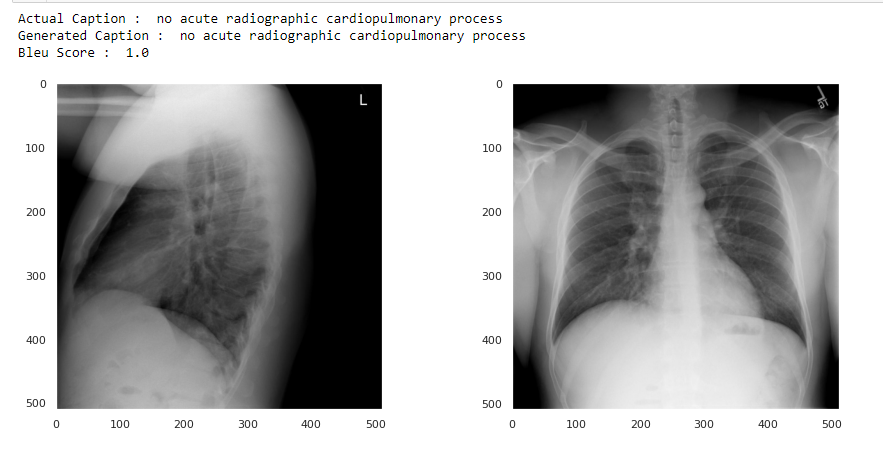 Actual Caption :  no acute radiographic cardiopulmonary process
Generated Caption :  no acute radiographic cardiopulmonary process
Bleu Score :  1.0
0
100
200
300
400
500
0 100 200 300 400 500
L
0
100
200
300
400
500
0 100 200 300 400 500